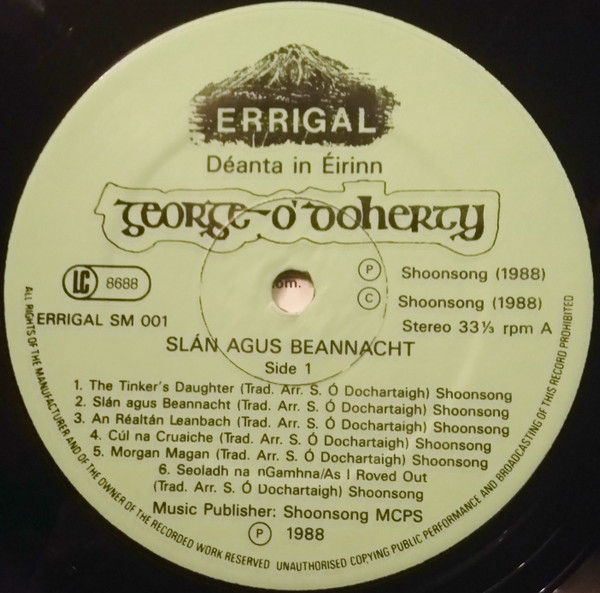 ERRIGAL
Déanta in Éirinn
George O'Doherty
LC 8688
Ⓟ Shoonsong (1988)
Ⓒ Shoonsong (1988)
ERRIGAL SM 001
Stereo 33⅓ rpm A
SLÁN AGUS BEANNACHT
Side 1
1. The Tinker's Daughter (Trad. Arr. S. Ó Dochartaigh) Shoonsong
2. Slán agus Beannacht (Trad. Arr. S. Ó Dochartaigh) Shoonsong
3. An Réaltán Leanbach (Trad. Arr. S. Ó Dochartaigh) Shoonsong
4. Cúl na Cruaiche (Trad. Arr. S. Ó Dochartaigh) Shoonsong
5. Morgan Magan (Trad. Arr. S. Ó Dochartaigh) Shoonsong
6. Seoladh na nGamhna/As I Roved Out
(Trad. Arr. S. Ó Dochartaigh) Shoonsong
Music Publisher: Shoonsong MCPS
Ⓟ 1988
ALL RIGHTS OF THE MANUFACTURER AND OF THE OWNER OF THE RECORDED WORK RESERVED UNAUTHORISED COPYING PUBLIC PERFORMANCE AND BROADCASTING OF THIS RECORD PROHIBITED